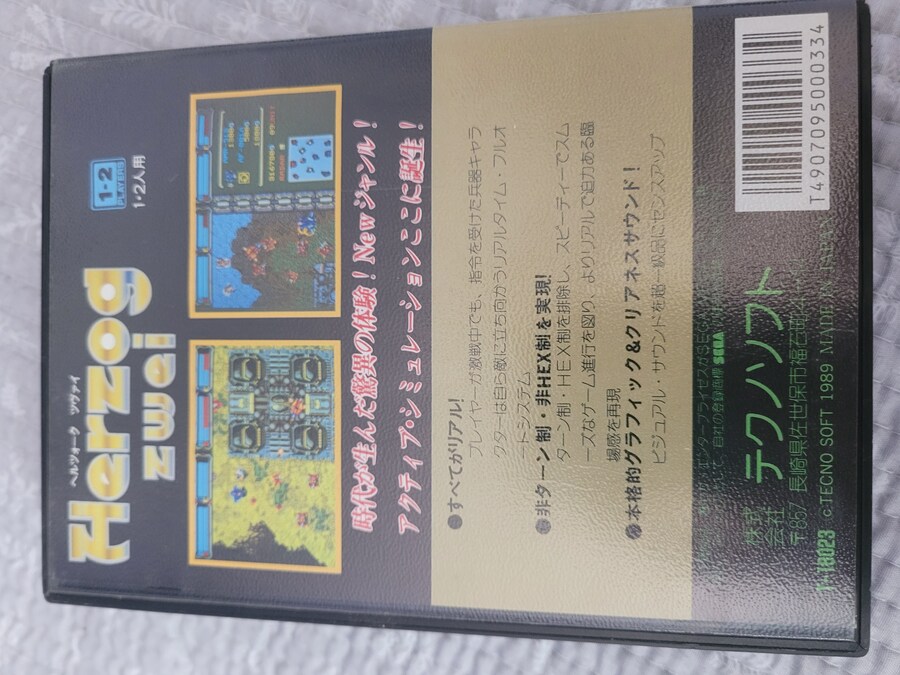 ヘルツォーク ツヴァイ
Herzog
zwei
1-2
PLAYERS
1・2人用
時代が生んだ驚異の体験！Newジャンル！
アクティブ・シミュレーションここに誕生！
●すべてがリアル！
プレイヤーが激戦中でも、指令を受けた兵器キャラ
クターは自ら敵に立ち向かうリアルタイム・フルオ
ートシステム
●非ターン制・非HEX制を実現！
ターン制・HEX制を排除し、スピーディーでスム
ーズなゲーム進行を図り、よりリアルで迫力ある臨
場感を再現
●本格的グラフィック&クリアネスサウンド！
ビジュアル・サウンドを超一級品にセンスアップ
SEGA
株式会社 テクノソフト
長崎県佐世保市福石町
T-18023 ©TECNO SOFT 1989 MADE IN JAPAN
T4907095000334